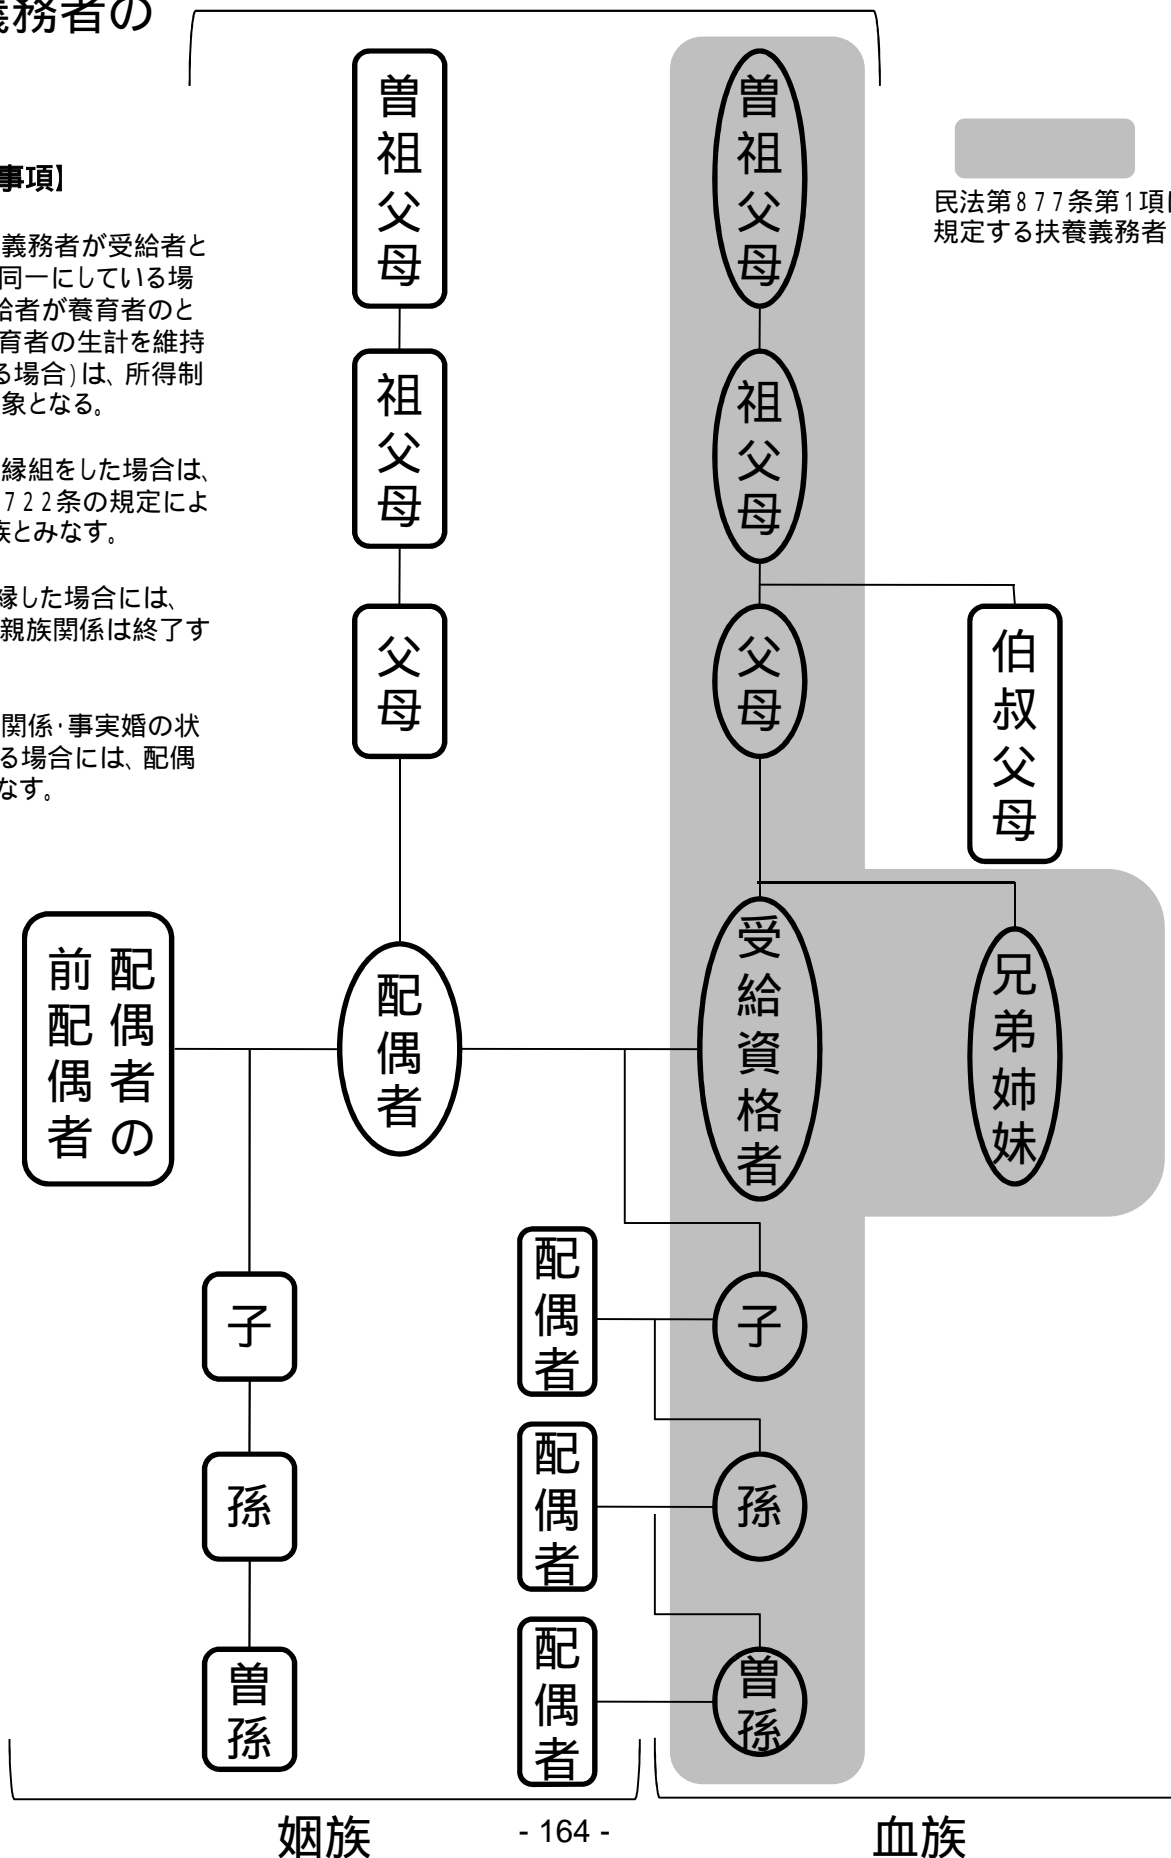 義務者の
事項】
義務者が受給者と
同一にしている場
給者が養育者のと
育者の生計を維持
る場合)は、所得制
象となる。
縁組をした場合は、
722条の規定によ
族とみなす。
縁した場合には、
親族関係は終了す
関係・事実婚の状
る場合には、配偶
なす。
民法第877条第1項に
規定する扶養義務者
曽祖父母
曽祖父母
祖父母
祖父母
父母
父母
伯叔父母
配偶者の
前配偶者
配偶者
受給資格者
兄弟姉妹
配偶者
子
子
配偶者
孫
孫
配偶者
曽孫
曽孫
姻族
- 164 -
血族